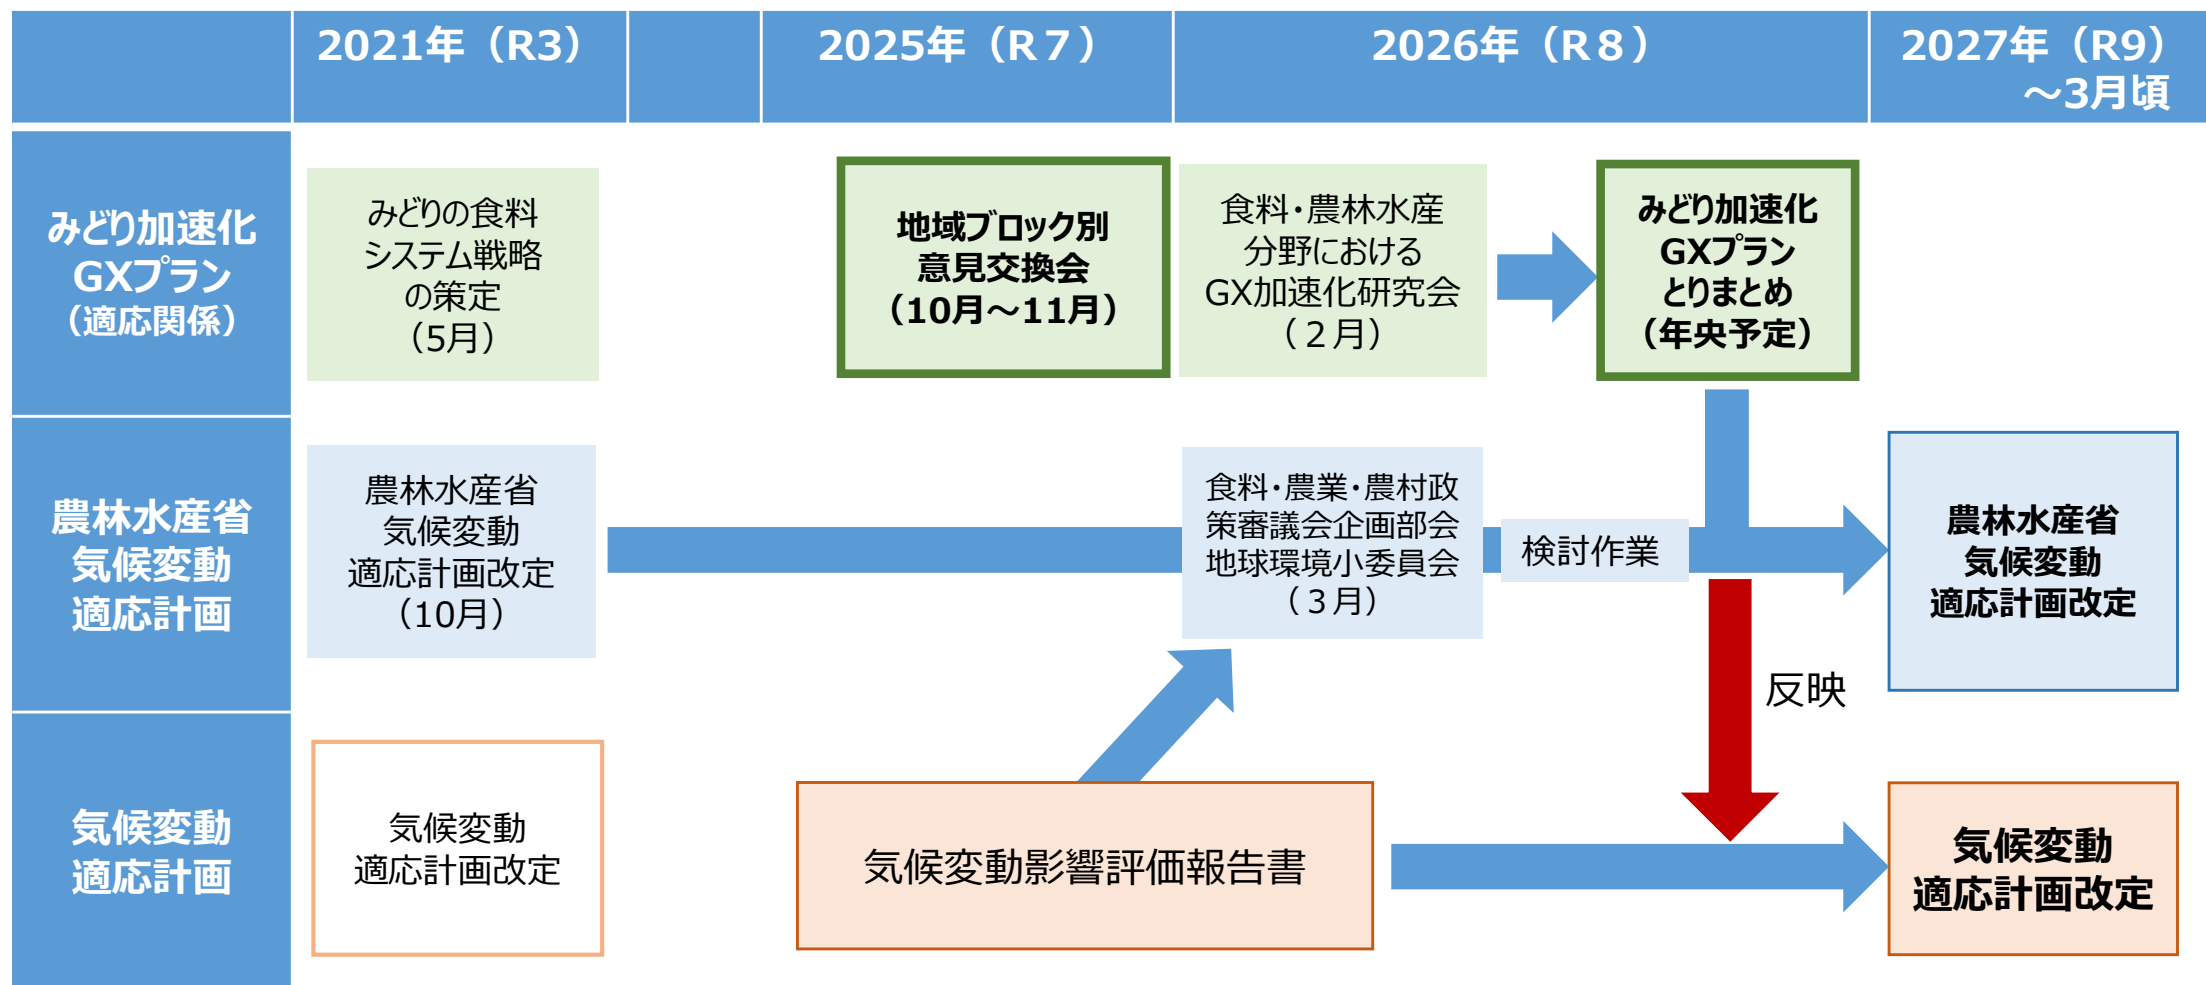 2021年（R3）
2025年（R７）
2026年（R８）
2027年（R9）
～3月頃
みどり加速化
GXプラン
（適応関係）
みどりの食料
システム戦略
の策定
（5月）
地域ブロック別
意見交換会
（10月～11月）
食料・農林水産
分野における
GX加速化研究会
（２月）
みどり加速化
GXプラン
とりまとめ
（年央予定）
農林水産省
気候変動
適応計画
農林水産省
気候変動
適応計画改定
（10月）
食料・農業・農村政
策審議会企画部会
地球環境小委員会
（３月）
検討作業
農林水産省
気候変動
適応計画改定
反映
気候変動
適応計画
気候変動
適応計画改定
気候変動影響評価報告書
気候変動
適応計画改定